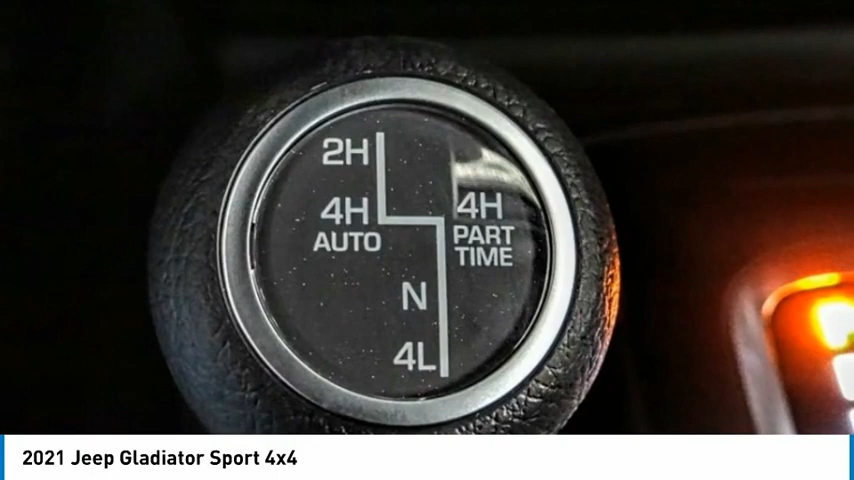 2H
4H 4H
AUTO PART
TIME
N
4L
2021 Jeep Gladiator Sport 4x4